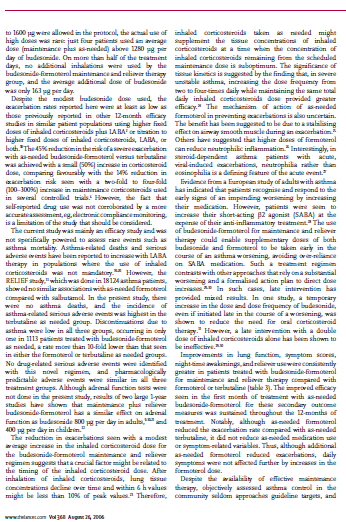 to 1600 μg were allowed in the protocol, the actual use of
high doses was rare: just four patients used an average
dose (maintenance plus as-needed) above 1280 μg per
day of budesonide. On more than half of the treatment
days, no additional inhalations were used by the
budesonide-formoterol maintenance and reliever therapy
group, and the average additional dose of budesonide
was only 163 μg per day.
Despite the modest budesonide dose used, the
exacerbation rates reported here were at least as low as
those previously reported in other 12-month efficacy
studies in similar patient populations using higher fixed
doses of inhaled corticosteroids plus LABA or titration to
higher fixed doses of inhaled corticosteroids, LABA, or
both. The 45% reduction in the risk of a severe exacerbation
with as-needed budesonide-formoterol versus terbutaline
was achieved with a small (50%) increase in corticosteroid
dose, comparing favourably with the 14% reduction in
exacerbation risk seen with a two-fold to four-fold
(100–300%) increase in maintenance corticosteroids used
in several controlled trials. However, the fact that
self-reported drug use was not corroborated by a more
accurate assessment, eg, electronic compliance monitoring,
is a limitation of the study that should be considered.
The current study was mainly an efficacy study and was
not specifically powered to assess rare events such as
asthma mortality. Asthma-related deaths and serious
adverse events have been reported to increase with LABA
therapy in populations where the use of inhaled
corticosteroids was not mandatory. However, the
RELIEF study, which was done in 18 124 asthma patients,
showed no similar associations with as-needed formoterol
compared with salbutamol. In the present study, there
were no asthma deaths, and the incidence of
asthma-related serious adverse events was highest in the
terbutaline as needed group. Discontinuations due to
asthma were low in all three groups, occurring in only
one in 1113 patients treated with budesonide-formoterol
as needed, a rate more than 10-fold lower than that seen
in either the formoterol or terbutaline as needed groups.
No drug-related serious adverse events were identified
with this novel regimen, and pharmacologically
predictable adverse events were similar in all three
treatment groups. Although adrenal function tests were
not done in the present study, results of two large 1-year
studies have shown that maintenance plus reliever
budesonide-formoterol has a similar effect on adrenal
function as budesonide 800 μg per day in adults, and
400 μg per day in children.
The reduction in exacerbations seen with a modest
average increase in the inhaled corticosteroid dose for
the budesonide-formoterol maintenance and reliever
regimen suggests that a crucial factor might be related to
the timing of the inhaled corticosteroid dose. After
inhalation of inhaled corticosteroids, lung tissue
concentrations decline over time and within 6 h values
might be less than 10% of peak values. Therefore,
inhaled corticosteroids taken as needed might
supplement the tissue concentrations of inhaled
corticosteroids at a time when the concentration of
inhaled corticosteroids remaining from the scheduled
maintenance dose is suboptimum. The significance of
tissue kinetics is suggested by the finding that, in severe
unstable asthma, increasing the dose frequency from
two to four-times daily while maintaining the same total
daily inhaled corticosteroid dose provided greater
efficacy. The mechanism of action of as-needed
formoterol in preventing exacerbations is also uncertain.
The benefit has been suggested to be due to a stabilising
effect on airway smooth muscle during an exacerbation.
Others have suggested that higher doses of formoterol
can reduce neutrophilic inflammation. Interestingly, in
steroid-dependent asthma patients with acute,
viral-induced exacerbations, neutrophilia rather than
eosinophilia is a defining feature of the acute event.
Evidence from a European study of adults with asthma
has indicated that patients recognise and respond to the
early signs of an impending worsening by increasing
their medication. However, patients were seen to
increase their short-acting β2 agonist (SABA) at the
expense of their anti-inflammatory treatment. The use
of budesonide-formoterol for maintenance and reliever
therapy could enable supplementary doses of both
budesonide and formoterol to be taken early in the
course of an asthma worsening, avoiding over-reliance
on SABA medication. Such a treatment regimen
contrasts with other approaches that rely on a substantial
worsening and a formalised action plan to direct dose
increases. In such cases, late intervention has
provided mixed results. In one study, a temporary
increase in the dose and dose frequency of budesonide,
even if initiated late in the course of a worsening, was
shown to reduce the need for oral corticosteroid
therapy. However, a late intervention with a double
dose of inhaled corticosteroids alone has been shown to
be ineffective.
Improvements in lung function, symptom scores,
night-time awakenings, and reliever use were consistently
greater in patients treated with budesonide-formoterol
for maintenance and reliever therapy compared with
formoterol or terbutaline (table 3). The improved efficacy
seen in the first month of treatment with as-needed
budesonide-formoterol for these secondary outcome
measures was sustained throughout the 12-months of
treatment. Notably, although as-needed formoterol
reduced the exacerbation rate compared with as-needed
terbutaline, it did not reduce as-needed medication use
or symptom-related variables. Thus, although additional
as-needed formoterol reduced exacerbations, daily
symptoms were not affected further by increases in the
formoterol dose.
Despite the availability of effective maintenance
therapy, objectively assessed asthma control in the
community seldom approaches guideline targets, and
www.thelancet.com Vol 368 August 26, 2006